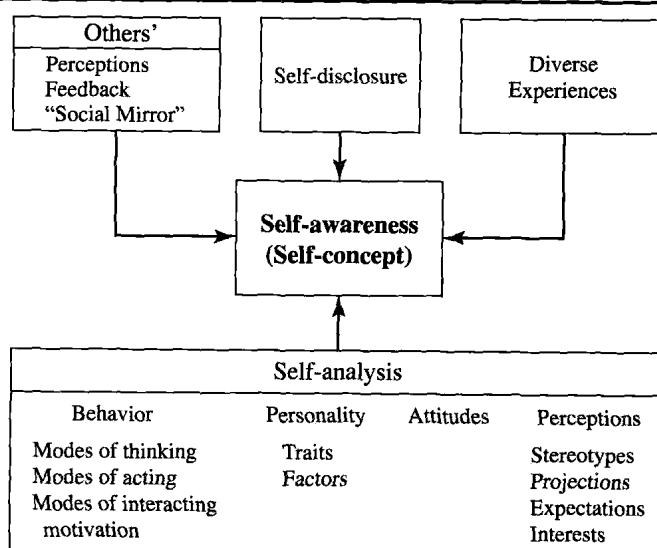 Others'
Perceptions
Feedback
“Social Mirror”
Self-disclosure
Diverse
Experiences
Self-awareness
(Self-concept)
Self-analysis
Behavior
Modes of thinking
Modes of acting
Modes of interacting
motivation
Personality
Traits
Factors
Attitudes
Perceptions
Stereotypes
Projections
Expectations
Interests